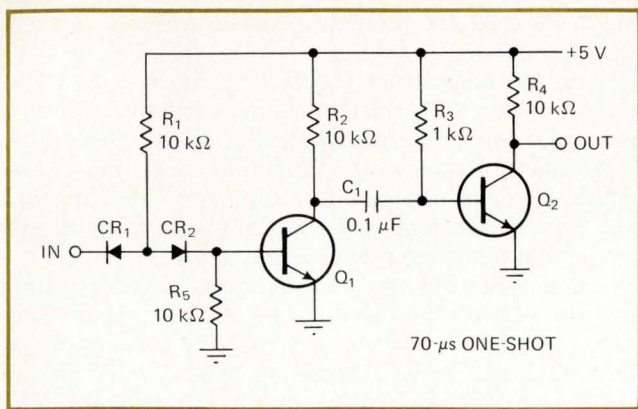 +5 V
R₁
10 kΩ
R₂
10 kΩ
R₃
1 kΩ
R₄
10 kΩ
OUT
C₁
0.1 μF
Q₂
IN
CR₁
CR₂
Q₁
R₅
10 kΩ
70-μs ONE-SHOT